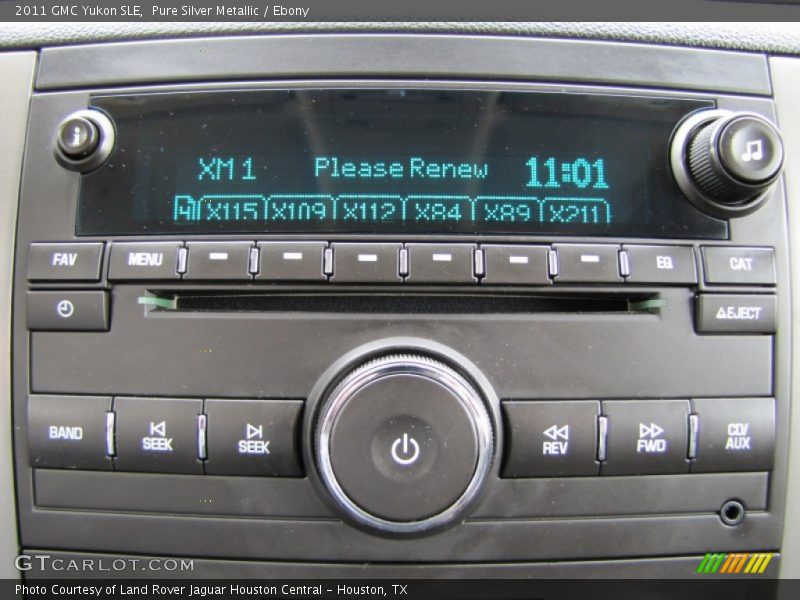 2011 GMC Yukon SLE, Pure Silver Metallic / Ebony
i
XM 1 Please Renew 11:01
X115 X109 X112 X84 X89 X211
FAV MENU EQ CAT
EJECT
BAND SEEK SEEK REV FWD CD/AUX
GTCARLOT.COM
Photo Courtesy of Land Rover Jaguar Houston Central - Houston, TX